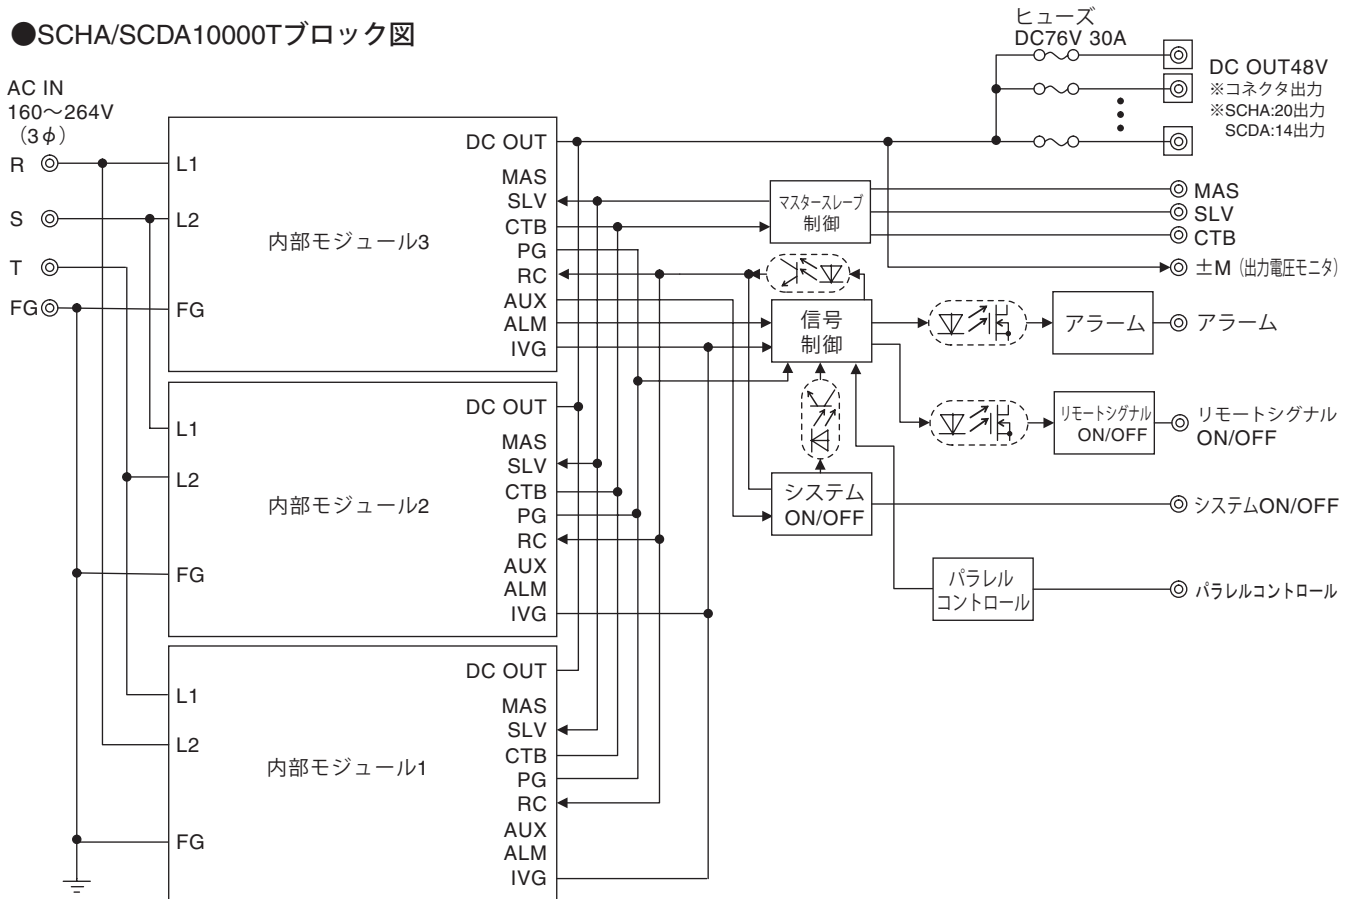 ●SCHA/SCDA10000Tブロック図
ヒューズ
DC76V 30A
DC OUT48V
※コネクタ出力
※SCHA:20出力
SCDA:14出力
AC IN
160～264V
(3φ)
R
S
T
FG
L1
L2
FG
内部モジュール3
DC OUT
MAS
SLV
CTB
PG
RC
AUX
ALM
IVG
マスタースレーブ
制御
MAS
SLV
CTB
±M (出力電圧モニタ)
信号
制御
アラーム
アラーム
リモートシグナル
ON/OFF
リモートシグナル
ON/OFF
システム
ON/OFF
システムON/OFF
パラレル
コントロール
パラレルコントロール
L1
L2
FG
内部モジュール2
DC OUT
MAS
SLV
CTB
PG
RC
AUX
ALM
IVG
L1
L2
FG
内部モジュール1
DC OUT
MAS
SLV
CTB
PG
RC
AUX
ALM
IVG